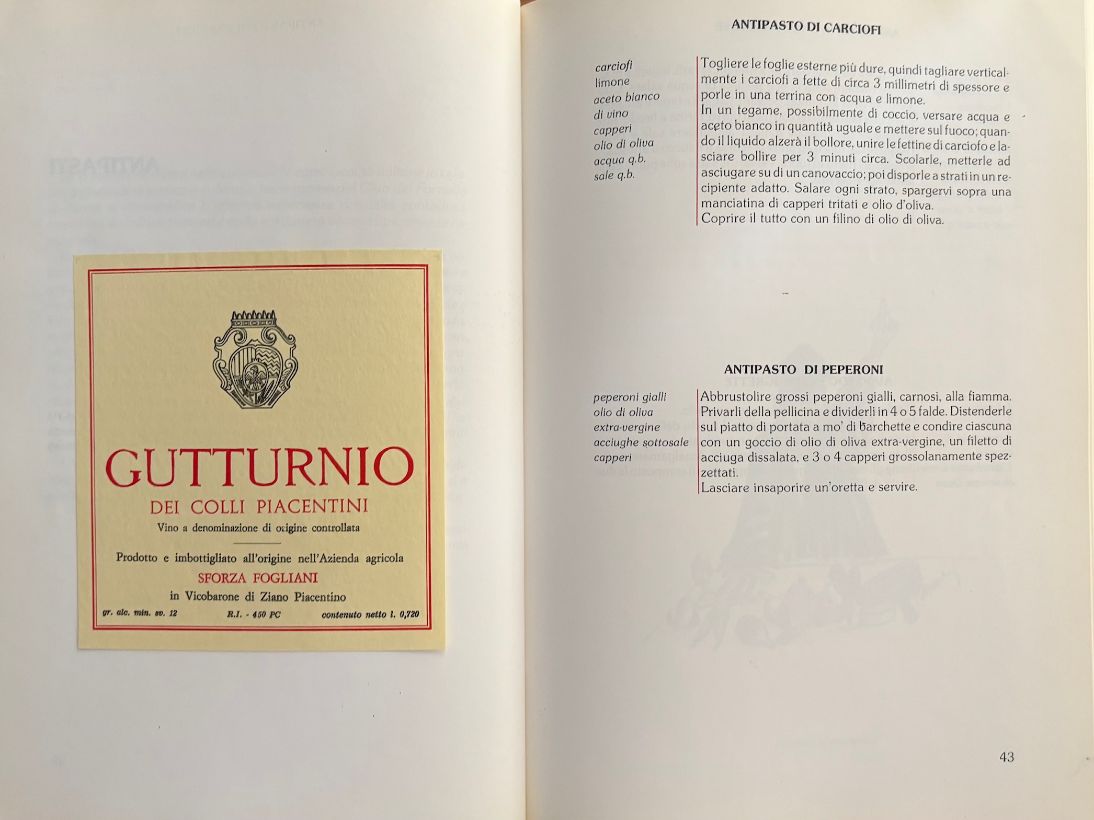 GUTTURNIO
DEI COLLI PIACENTINI
Vino a denominazione di origine controllata
Prodotto e imbottigliato all'origine nell'Azienda agricola
SFORZA FOGLIANI
in Vicobarone di Ziano Piacentino
gr. alc. min. sv. 12 R.I. - 450 PC contenuto netto l. 0,720
ANTIPASTO DI CARCIOFI
carciofi
limone
aceto bianco
di vino
capperi
olio di oliva
acqua q.b.
sale q.b.
Togliere le foglie esterne più dure, quindi tagliare vertical-
mente i carciofi a fette di circa 3 millimetri di spessore e
porle in una terrina con acqua e limone.
In un tegame, possibilmente di coccio, versare acqua e
aceto bianco in quantità uguale e mettere sul fuoco; quan-
do il liquido alzerà il bollore, unire le fettine di carciofo e la-
sciare bollire per 3 minuti circa. Scolarle, metterle ad
asciugare su di un canovaccio; poi disporle a strati in un re-
cipiente adatto. Salare ogni strato, spargervi sopra una
manciatina di capperi tritati e olio d'oliva.
Coprire il tutto con un filino di olio di oliva.
ANTIPASTO DI PEPERONI
peperoni gialli
olio di oliva
extra-vergine
acciughe sottosale
capperi
Abbrustolire grossi peperoni gialli, carnosi, alla fiamma.
Privarli della pellicina e dividerli in 4 o 5 falde. Distenderle
sul piatto di portata a mo' di barchette e condire ciascuna
con un goccio di olio di oliva extra-vergine, un filetto di
acciuga dissalata, e 3 o 4 capperi grossolanamente spez-
zettati.
Lasciare insaporire un'oretta e servire.
43